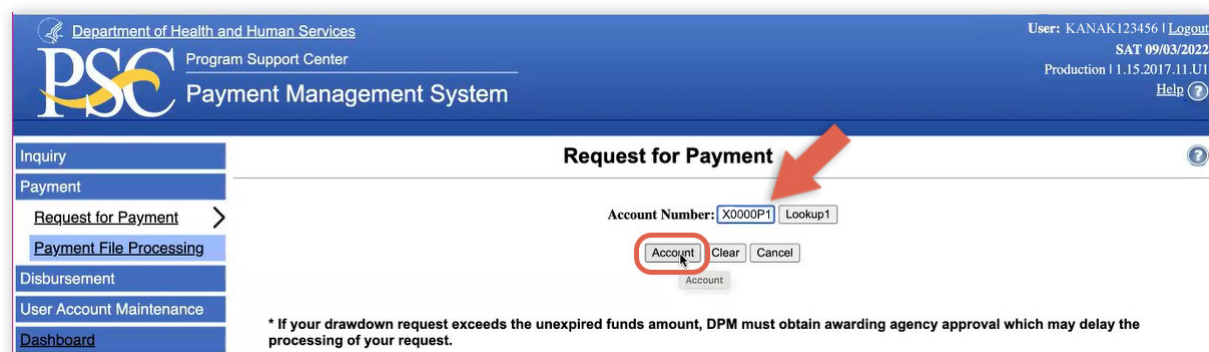 Department of Health and Human Services
User: KANAK123456 | Logout
SAT 09/03/2022
PSC
Program Support Center
Production | 1.15.2017.11.U1
Payment Management System
Help ?
Inquiry
Request for Payment
?
Payment
Request for Payment
Account Number: X0000P1 Lookup1
Payment File Processing
Account Clear Cancel
Disbursement
Account
User Account Maintenance
* If your drawdown request exceeds the unexpired funds amount, DPM must obtain awarding agency approval which may delay the
Dashboard
processing of your request.